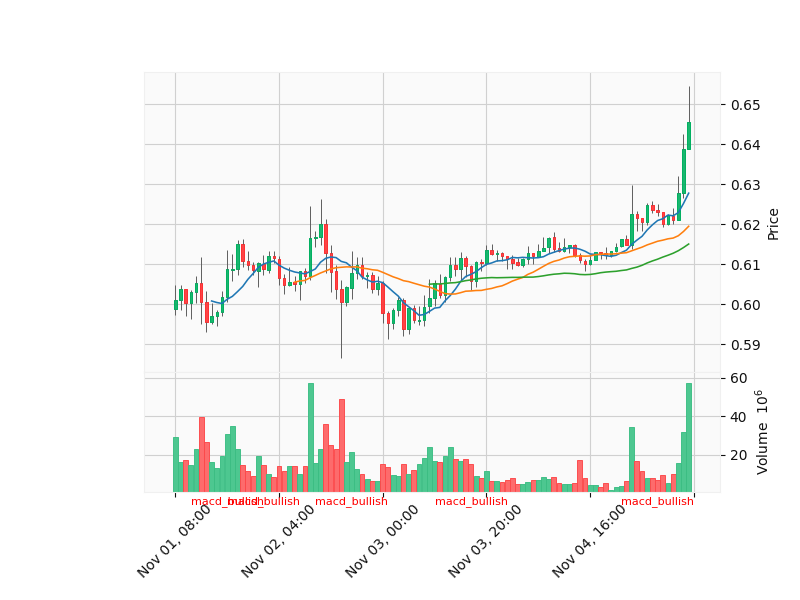 0.65
0.64
0.63
0.62
0.61
0.60
0.59
Price
60
40
20
Volume 10^6
macd_bullish
macd_bullish
macd_bullish
macd_bullish
macd_bullish
Nov 01, 08:00
Nov 02, 04:00
Nov 03, 00:00
Nov 03, 20:00
Nov 04, 16:00